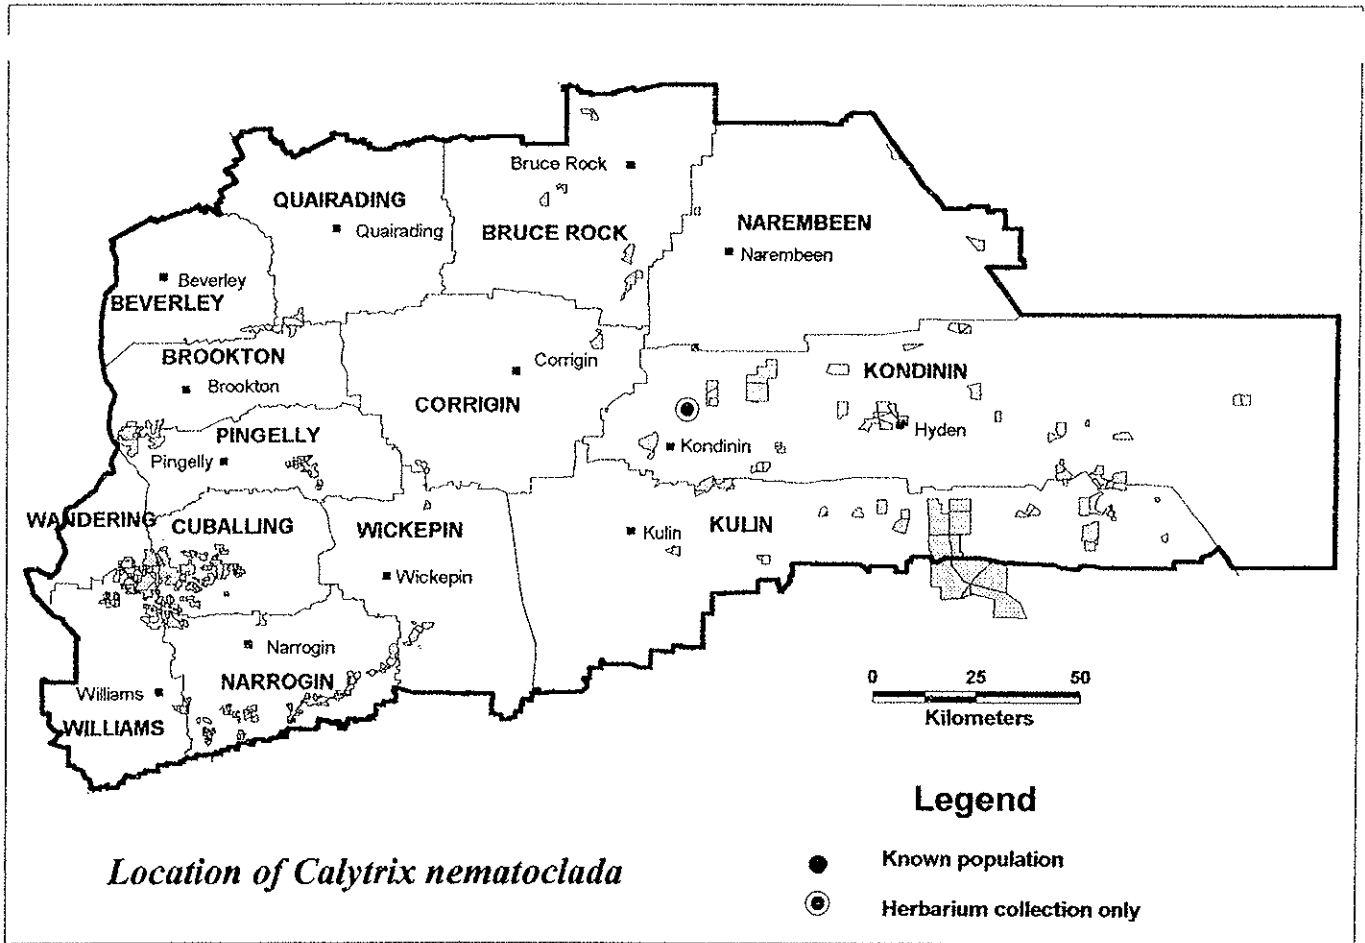 Bruce Rock
QUAIRADING
Quairading
BRUCE ROCK
NAREMBEEN
Narembeen
Beverley
BEVERLEY
BROOKTON
Brookton
Corrigin
CORRIGIN
KONDININ
Hyden
Kondinin
PINGELLY
Pingelly
WANDERING
CUBALLING
WICKEPIN
Wickepin
Kulin
KULIN
Narrogin
NARROGIN
Williams
WILLIAMS
0 25 50
Kilometers
Legend
Known population
Herbarium collection only
Location of Calytrix nematoclada